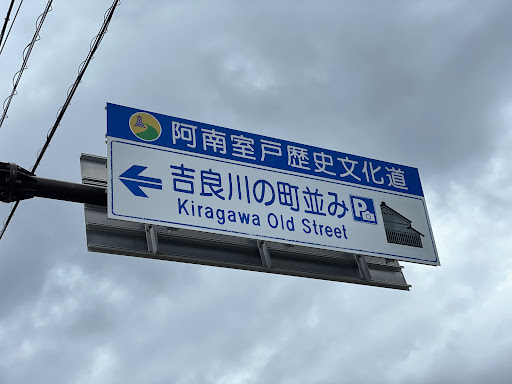 阿南室戸歴史文化道
吉良川の町並み P
Kiragawa Old Street